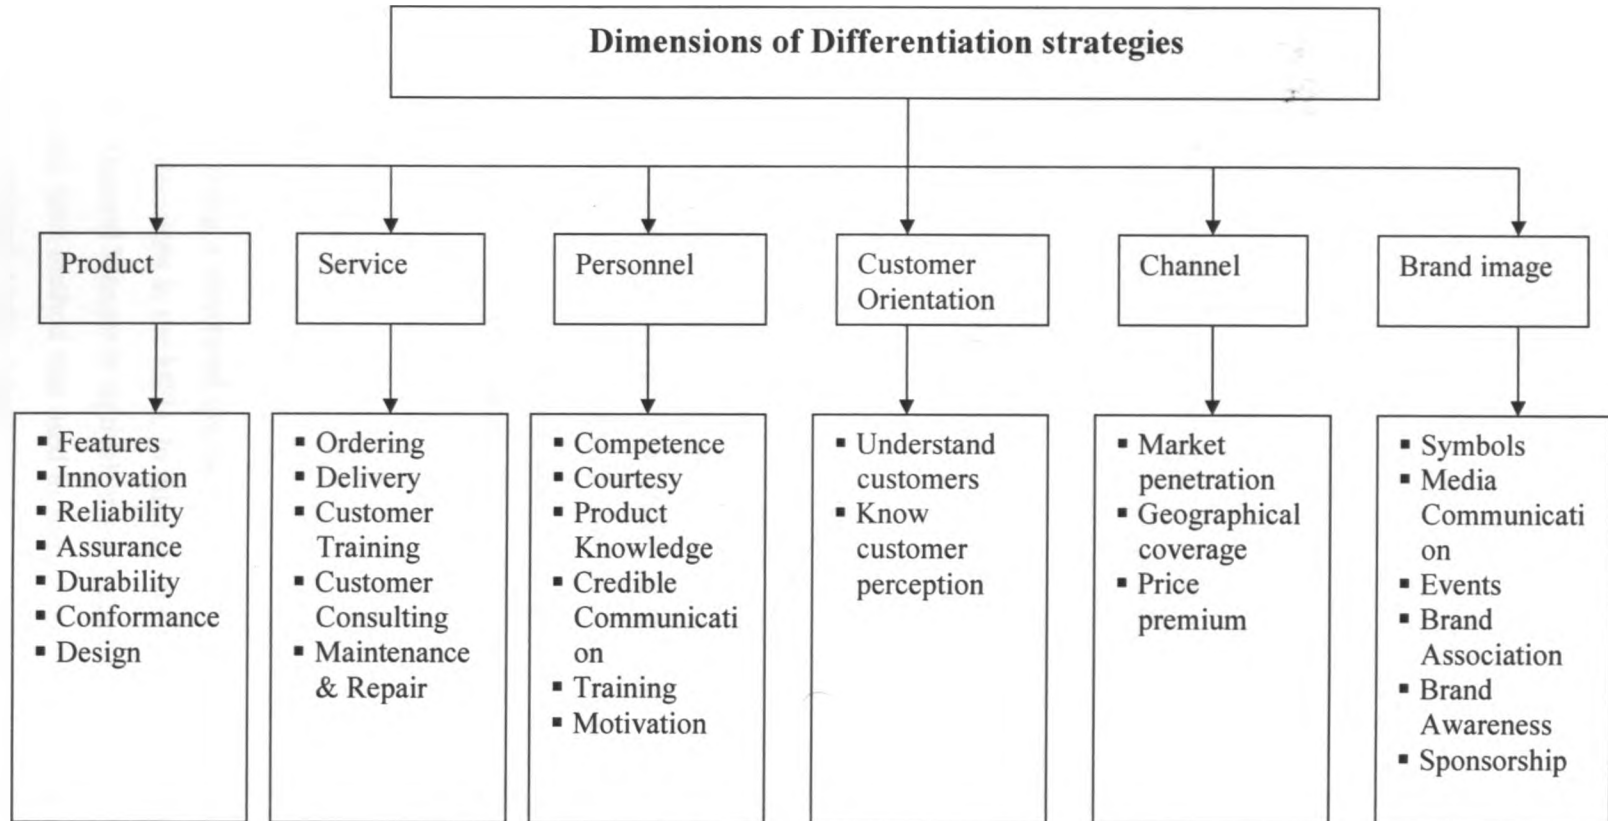 Dimensions of Differentiation strategies
Product
Service
Personnel
Customer
Orientation
Channel
Brand image
▪ Features
▪ Innovation
▪ Reliability
▪ Assurance
▪ Durability
▪ Conformance
▪ Design
▪ Ordering
▪ Delivery
▪ Customer
Training
▪ Customer
Consulting
▪ Maintenance
& Repair
▪ Competence
▪ Courtesy
▪ Product
Knowledge
▪ Credible
Communicati
on
▪ Training
▪ Motivation
▪ Understand
customers
▪ Know
customer
perception
▪ Market
penetration
▪ Geographical
coverage
▪ Price
premium
▪ Symbols
▪ Media
Communicati
on
▪ Events
▪ Brand
Association
▪ Brand
Awareness
▪ Sponsorship